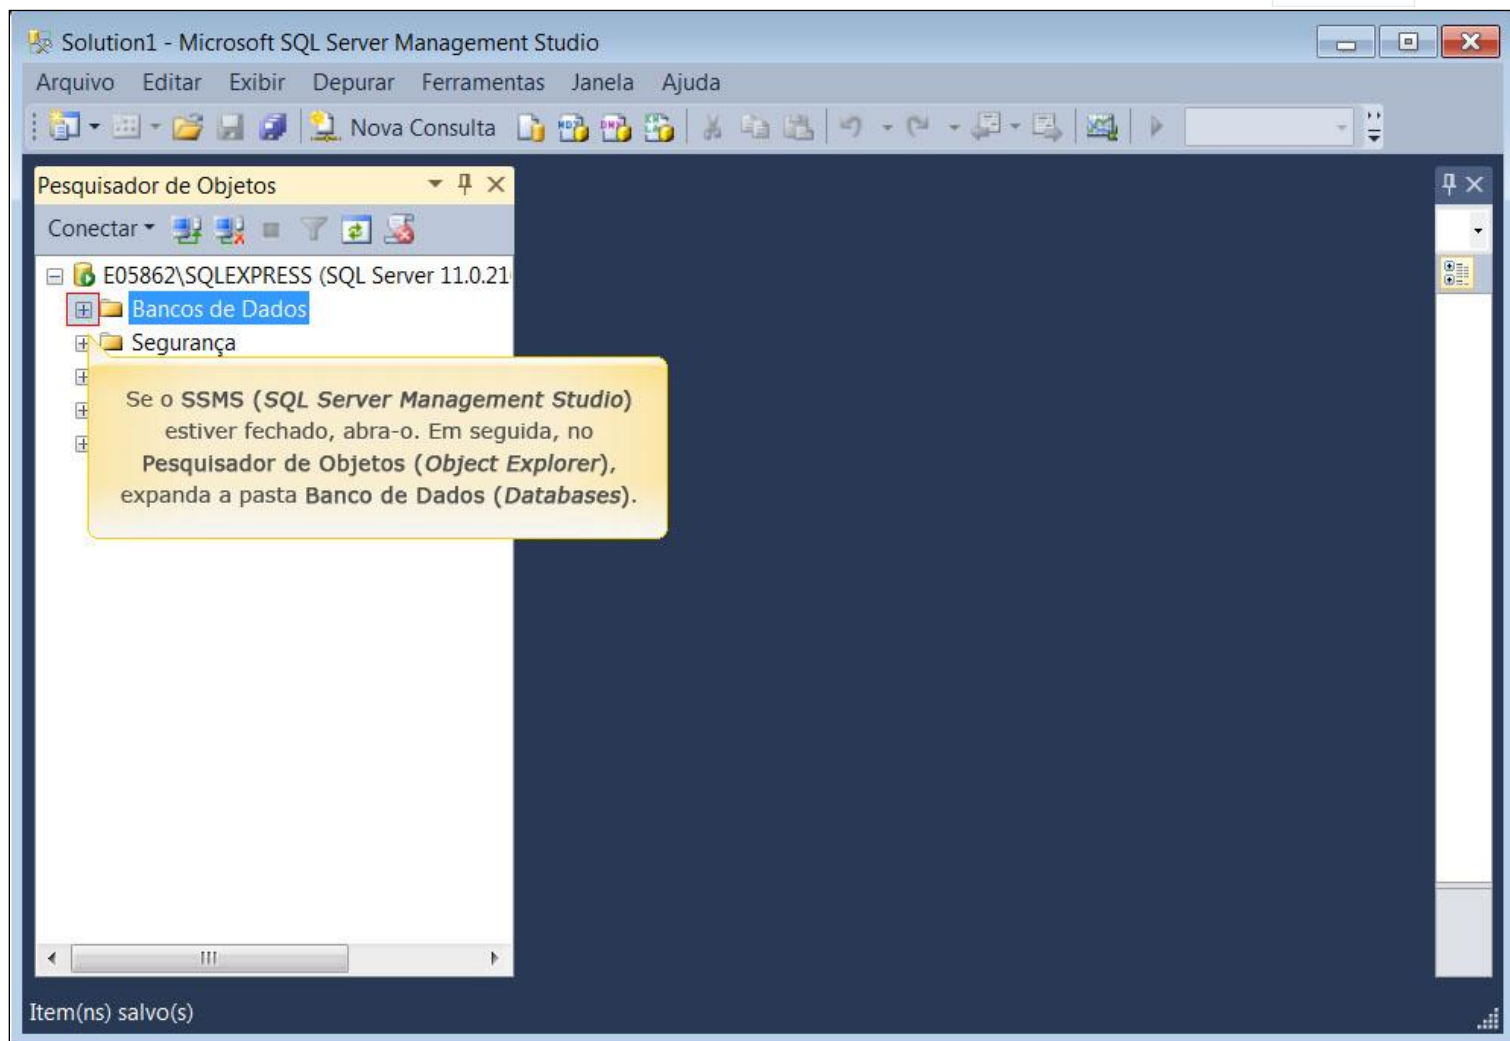 Solution1 - Microsoft SQL Server Management Studio
Arquivo Editar Exibir Depurar Ferramentas Janela Ajuda
Nova Consulta
Pesquisador de Objetos
Conectar
E05862\SQLEXPRESS (SQL Server 11.0.21
Bancos de Dados
Segurança
Se o SSMS (SQL Server Management Studio)
estiver fechado, abra-o. Em seguida, no
Pesquisador de Objetos (Object Explorer),
expanda a pasta Banco de Dados (Databases).
Item(ns) salvo(s)